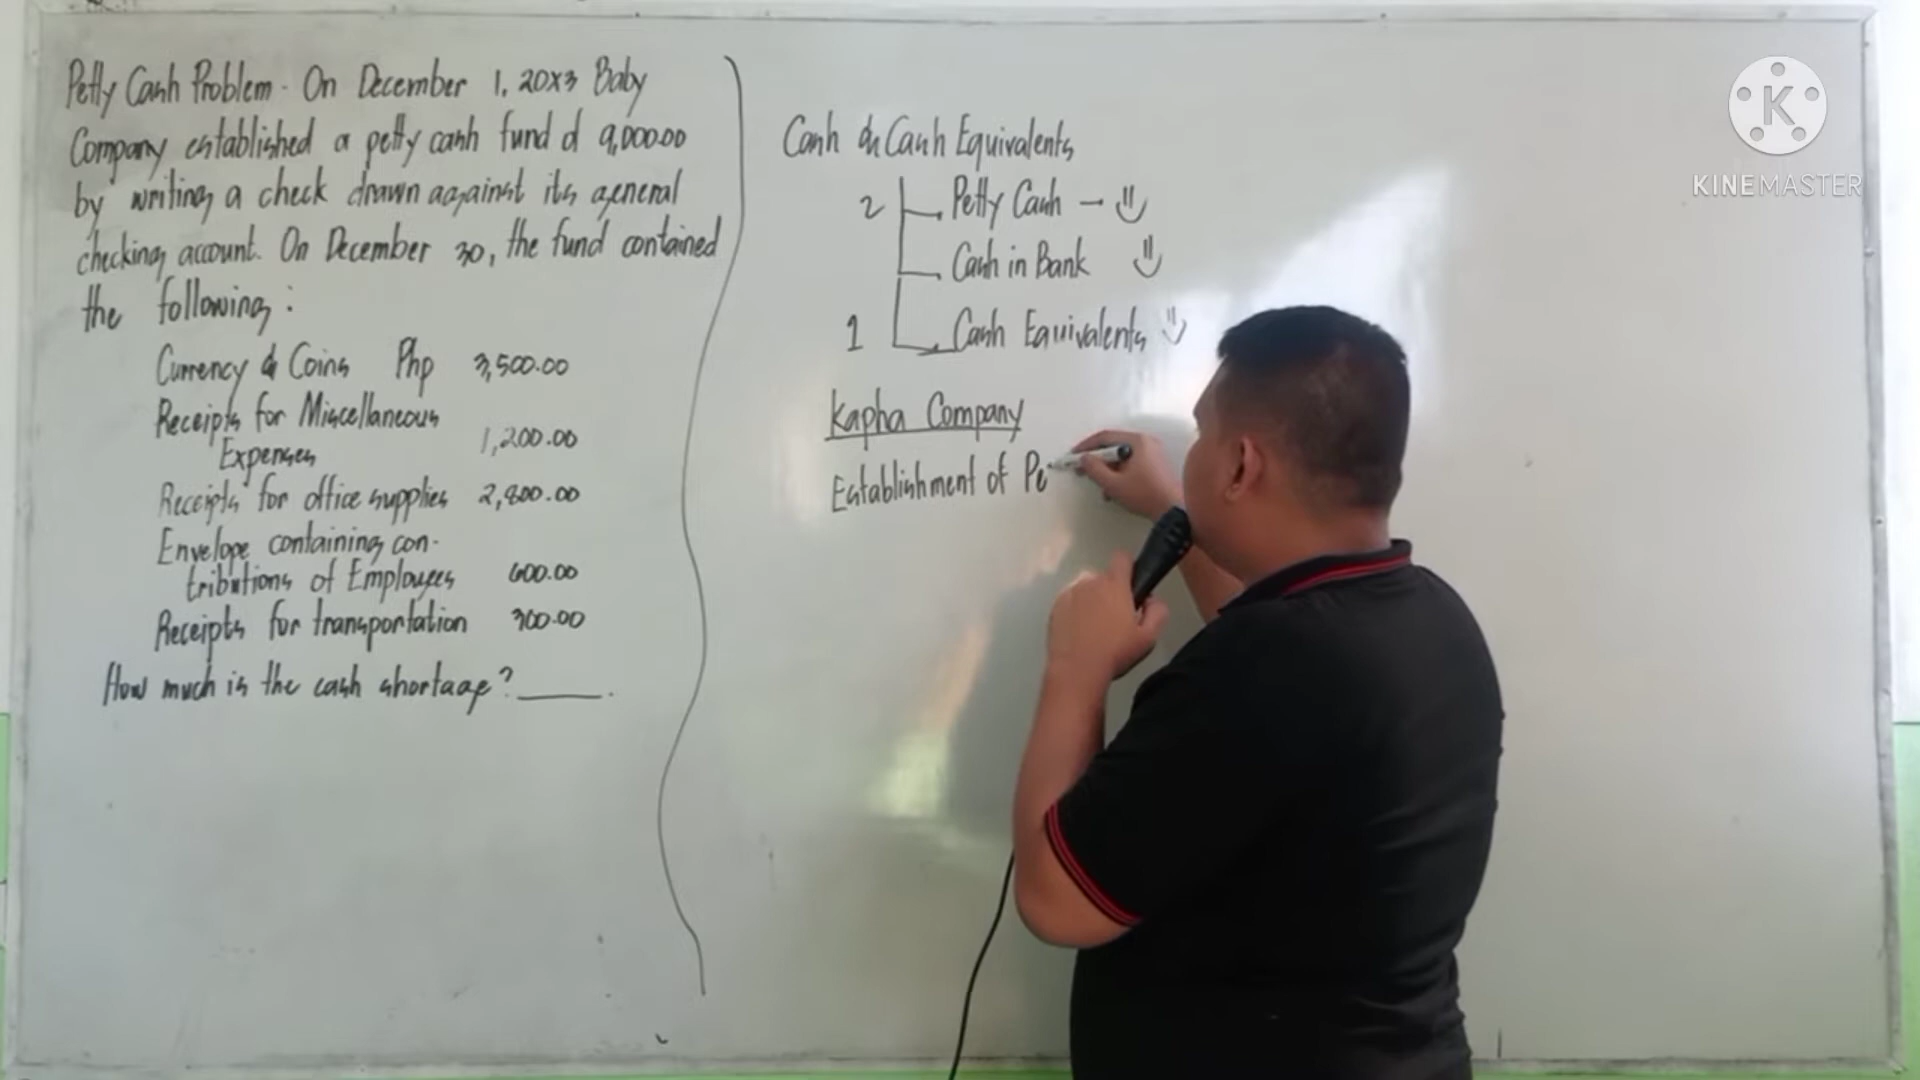 Petty Cash Problem - On December 1, 20x3 Baby
Company established a petty cash fund of 9,000.00
by writing a check drawn against its general
checking account. On December 30, the fund contained
the following:
Currency & Coins Php 3,500.00
Receipts for Miscellaneous
Expenses 1,200.00
Receipts for office supplies 2,800.00
Envelope containing con-
tributions of Employees 600.00
Receipts for transportation 300.00
How much is the cash shortage? ______.
Cash & Cash Equivalents
2 Petty Cash -
Cash in Bank
1 Cash Equivalents
Kapha Company
Establishment of Pe
K
KINEMASTER